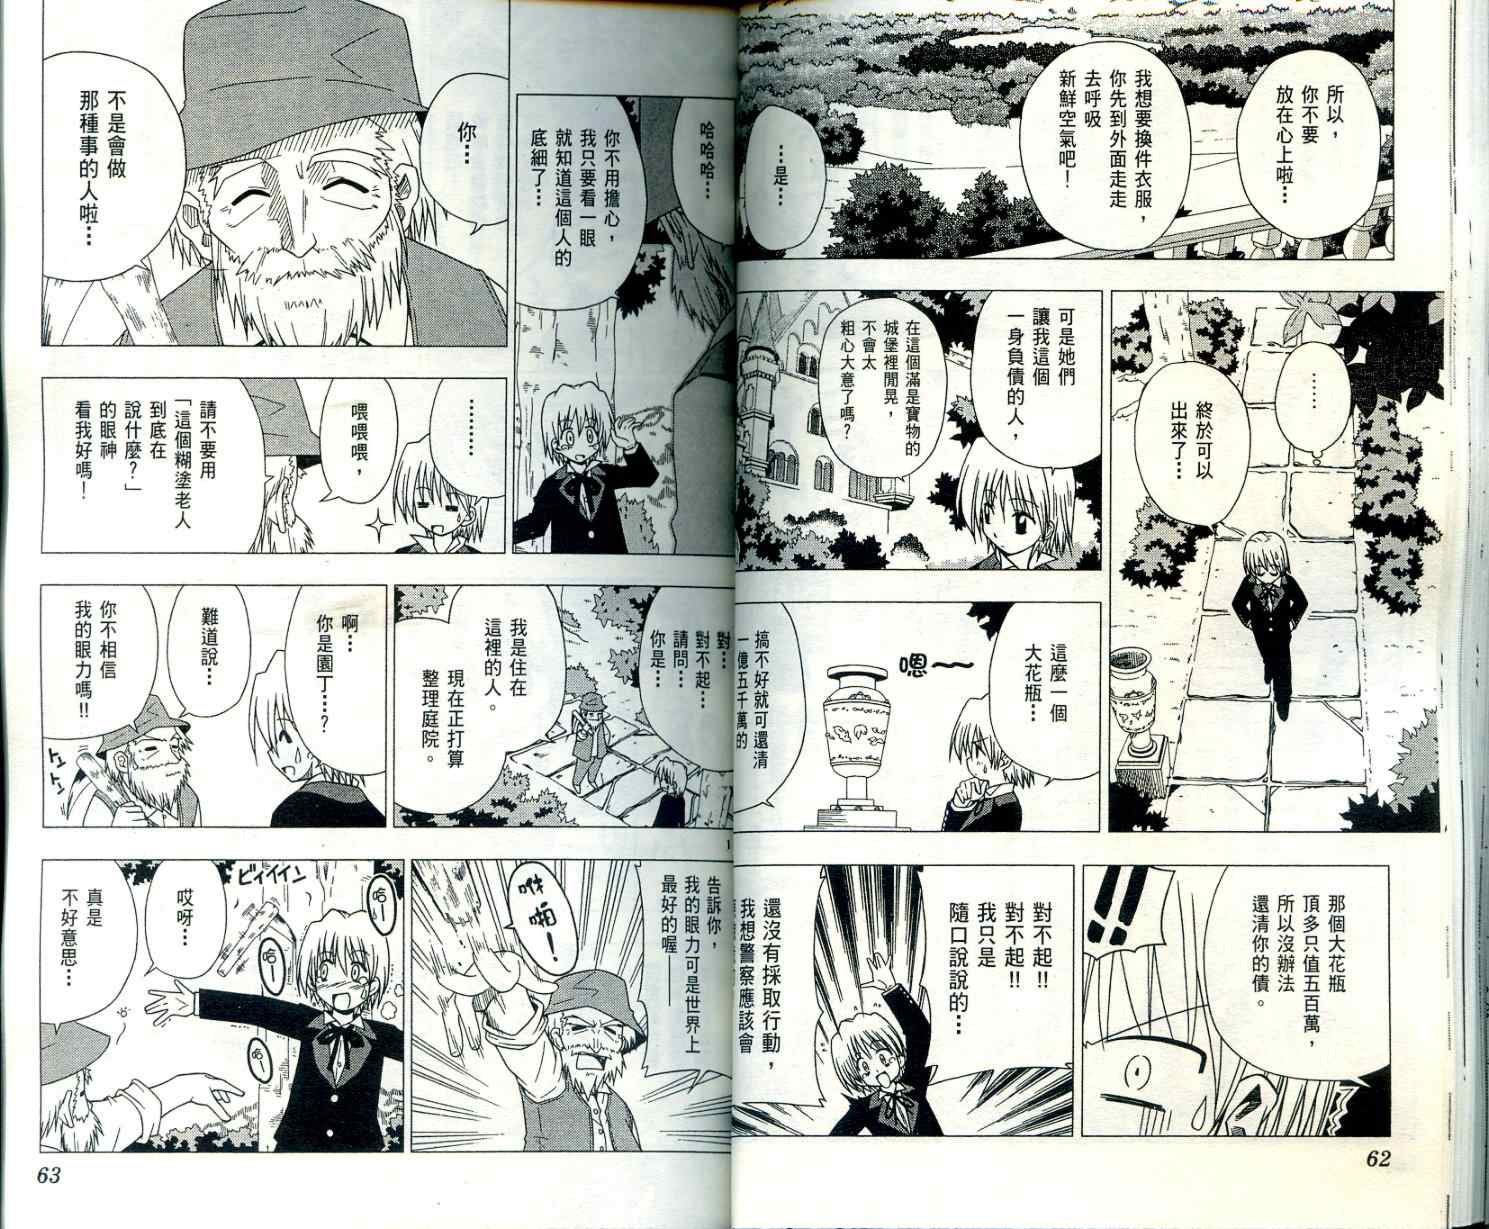 所以，
你不要
放在心上啦…
我想要換件衣服，
你先到外面走走
去呼吸
新鮮空氣吧！
…是…
……
終於可以
出來了…
可是她們
讓我這個
一身負債的人，
在這個滿是寶物的
城堡裡閒晃，
不會太
粗心大意了嗎？
這麼一個
大花瓶…
嗯～
搞不好就可還清
一億五千萬的
那個大花瓶
頂多只值五百萬，
所以沒辦法
還清你的債。
!!
對不起!!
對不起!!
我只是
隨口說說的…
還沒有採取行動，
我想警察應該會
62
哈哈哈…
你不用擔心，
我只要看一眼
就知道這個人的
底細了…
你…
不是會做
那種事的人啦…
………
喂喂喂，
請不要用
「這個糊塗老人
到底在
說什麼？」
的眼神
看我好嗎！
對…
對不起…
請問…
你是…
我是住在
這裡的人。
現在正打算
整理庭院。
啊…
你是園丁…？
難道說…
你不相信
我的眼力嗎!!
トントン
告訴你，
我的眼力可是世界上
最好的喔——
咻
啪！
ビィイイン
哈
哈
哈
哎呀…
真是
不好意思…
63